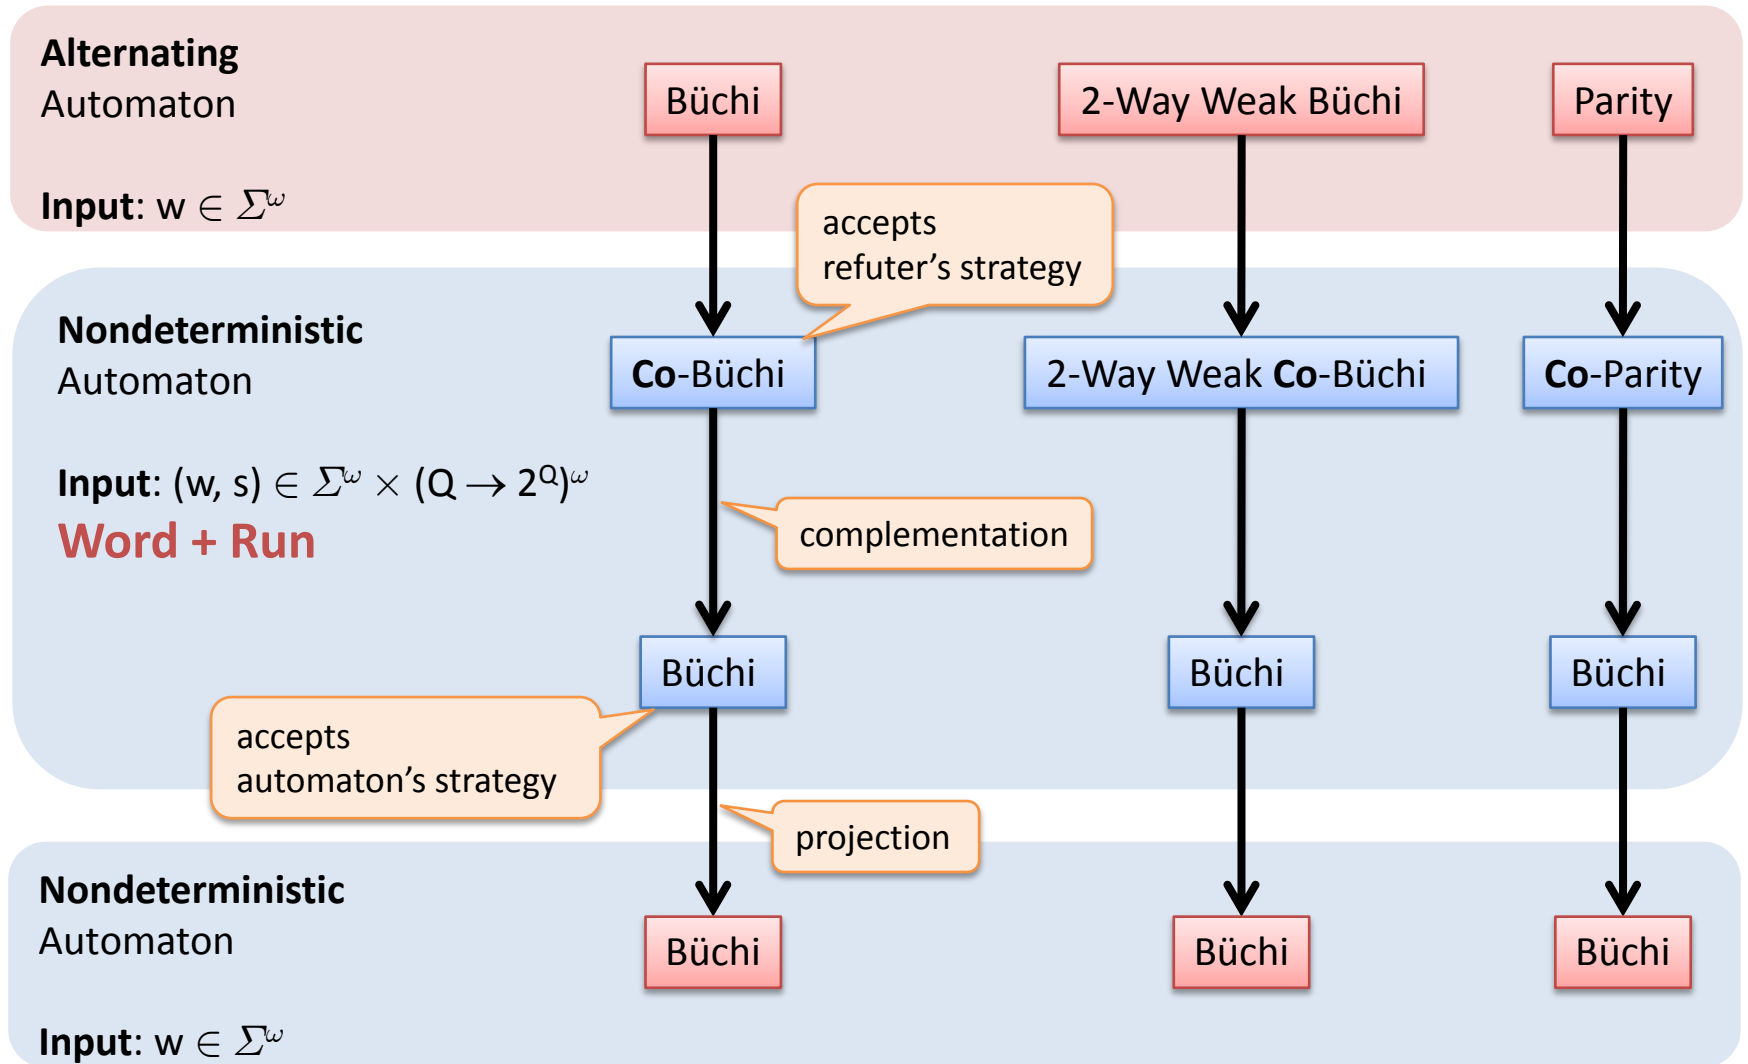 Alternating
Automaton
Input: w ∈ Σ^ω
Büchi
2-Way Weak Büchi
Parity
accepts
refuter's strategy
Nondeterministic
Automaton
Input: (w, s) ∈ Σ^ω × (Q → 2^Q)^ω
Word + Run
Co-Büchi
2-Way Weak Co-Büchi
Co-Parity
complementation
Büchi
Büchi
Büchi
accepts
automaton's strategy
projection
Nondeterministic
Automaton
Input: w ∈ Σ^ω
Büchi
Büchi
Büchi